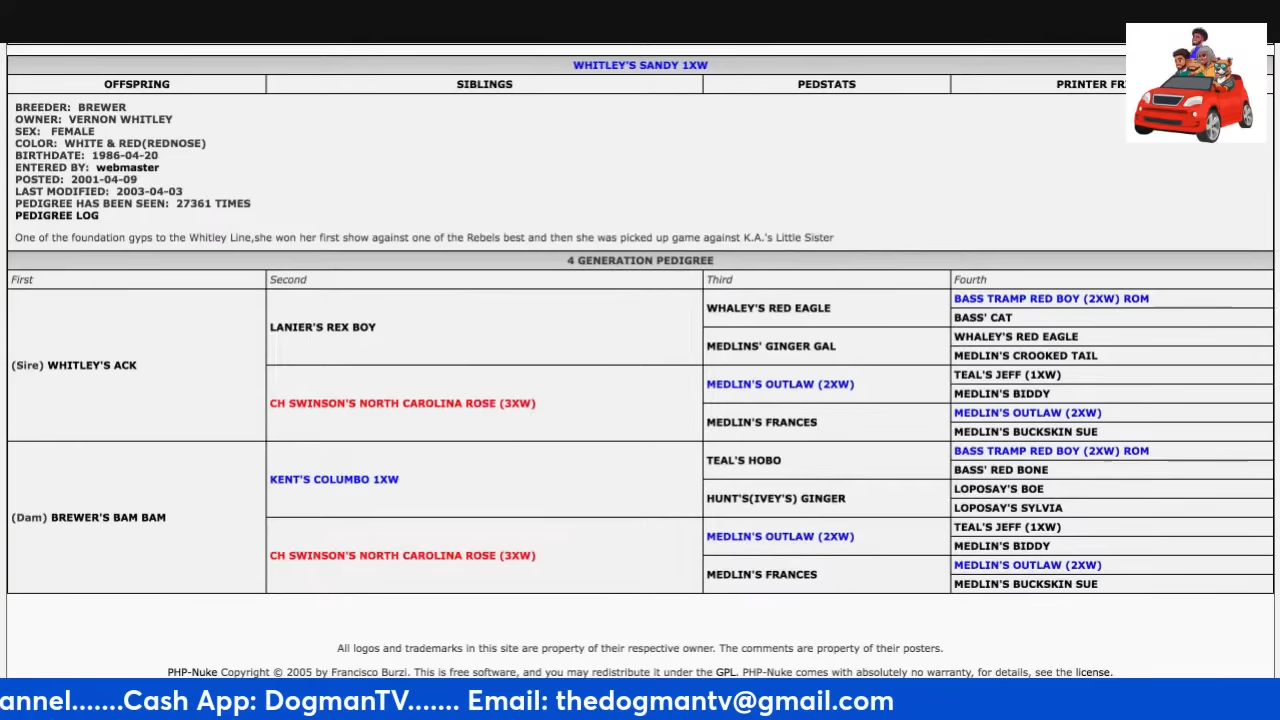 WHITLEY'S SANDY 1XW
OFFSPRING SIBLINGS PEDSTATS PRINTER FRI
BREEDER: BREWER
OWNER: VERNON WHITLEY
SEX: FEMALE
COLOR: WHITE & RED(REDNOSE)
BIRTHDATE: 1986-04-20
ENTERED BY: webmaster
POSTED: 2001-04-09
LAST MODIFIED: 2003-04-03
PEDIGREE HAS BEEN SEEN: 27361 TIMES
PEDIGREE LOG
One of the foundation gyps to the Whitley Line,she won her first show against one of the Rebels best and then she was picked up game against K.A.'s Little Sister
4 GENERATION PEDIGREE
First Second Third Fourth
(Sire) WHITLEY'S ACK
LANIER'S REX BOY
WHALEY'S RED EAGLE
BASS TRAMP RED BOY (2XW) ROM
BASS' CAT
MEDLINS' GINGER GAL
WHALEY'S RED EAGLE
MEDLIN'S CROOKED TAIL
CH SWINSON'S NORTH CAROLINA ROSE (3XW)
MEDLIN'S OUTLAW (2XW)
TEAL'S JEFF (1XW)
MEDLIN'S BIDDY
MEDLIN'S FRANCES
MEDLIN'S OUTLAW (2XW)
MEDLIN'S BUCKSKIN SUE
(Dam) BREWER'S BAM BAM
KENT'S COLUMBO 1XW
TEAL'S HOBO
BASS TRAMP RED BOY (2XW) ROM
BASS' RED BONE
HUNT'S(IVEY'S) GINGER
LOPOSAY'S BOE
LOPOSAY'S SYLVIA
CH SWINSON'S NORTH CAROLINA ROSE (3XW)
MEDLIN'S OUTLAW (2XW)
TEAL'S JEFF (1XW)
MEDLIN'S BIDDY
MEDLIN'S FRANCES
MEDLIN'S OUTLAW (2XW)
MEDLIN'S BUCKSKIN SUE
All logos and trademarks in this site are property of their respective owner. The comments are property of their posters.
PHP-Nuke Copyright © 2005 by Francisco Burzi. This is free software, and you may redistribute it under the GPL. PHP-Nuke comes with absolutely no warranty, for details, see the license.
annel.......Cash App: DogmanTV....... Email: thedogmantv@gmail.com